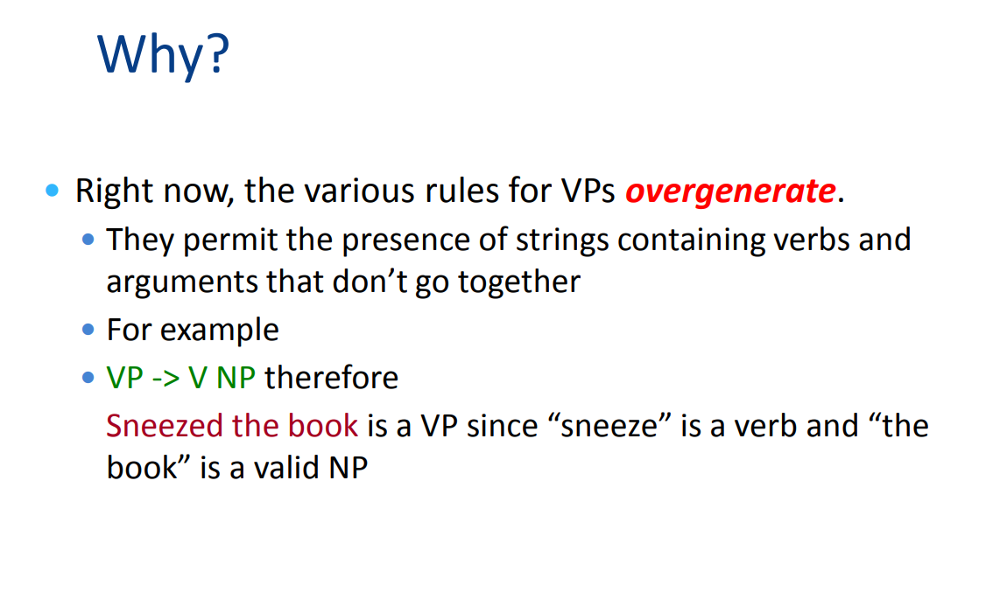 Why?
Right now, the various rules for VPs overgenerate.
They permit the presence of strings containing verbs and
arguments that don’t go together
For example
VP -> V NP therefore
Sneezed the book is a VP since “sneeze” is a verb and “the
book” is a valid NP